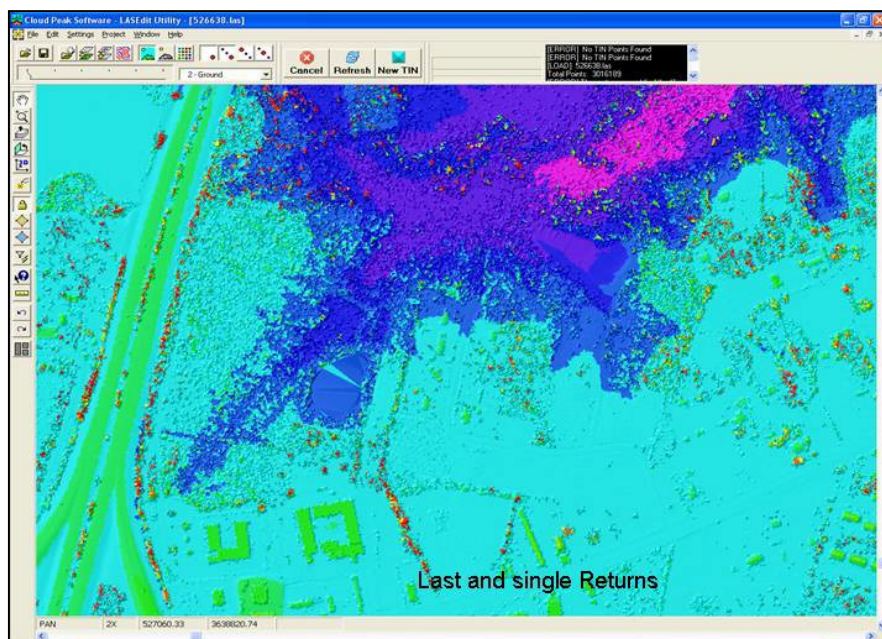 Cloud Peak Software - LASEdit Utility - [526638.las]
File Edit Settings Project Window Help
2 - Ground
Cancel Refresh New TIN
[ERROR] No TIN Points Found
[ERROR] No TIN Points Found
[LOAD] 526638.las
Total Points: 3016189
Last and single Returns
PAN 2X 527060.33 3638820.74